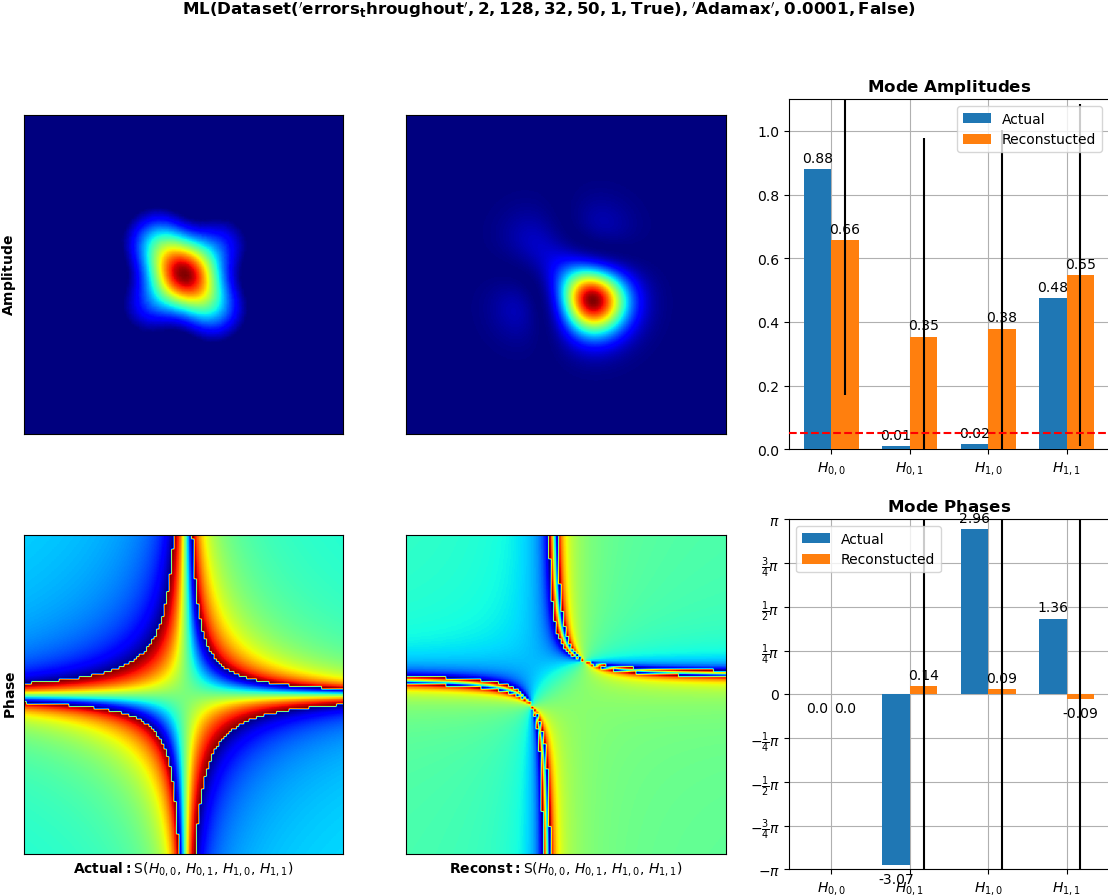 ML(Dataset('errors_throughout', 2, 128, 32, 50, 1, True), 'Adamax', 0.0001, False)
Amplitude
Mode Amplitudes
Actual
Reconstucted
1.0
0.8
0.6
0.4
0.2
0.0
0.88
0.66
0.01
0.35
0.02
0.38
0.48
0.55
H0,0
H0,1
H1,0
H1,1
Phase
Actual: S(H0,0, H0,1, H1,0, H1,1)
Reconst: S(H0,0, H0,1, H1,0, H1,1)
Mode Phases
Actual
Reconstucted
π
3/4π
1/2π
1/4π
0
−1/4π
−1/2π
−3/4π
−π
0.0
0.0
-3.07
0.14
2.96
0.09
1.36
-0.09
H0,0
H0,1
H1,0
H1,1